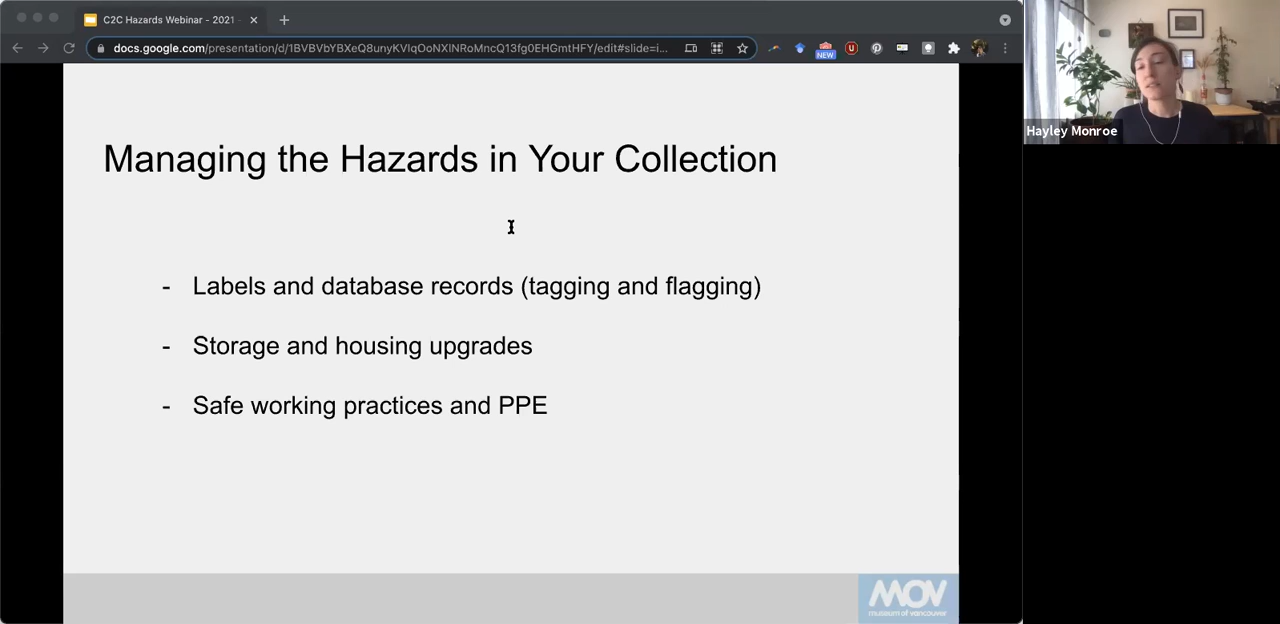 C2C Hazards Webinar - 2021 -
docs.google.com/presentation/d/1BVBVbYBXeQ8unyKVIqOoNXlNRoMncQ13fg0EHGmtHFY/edit#slide=i...
NEW
Hayley Monroe
Managing the Hazards in Your Collection
- Labels and database records (tagging and flagging)
- Storage and housing upgrades
- Safe working practices and PPE
MOV
museum of vancouver